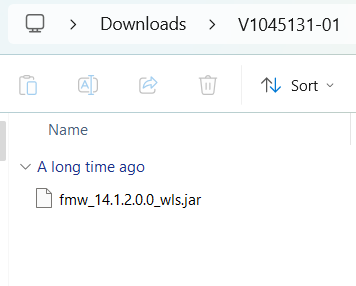 Downloads > V1045131-01
Sort
Name
A long time ago
fmw_14.1.2.0.0_wls.jar